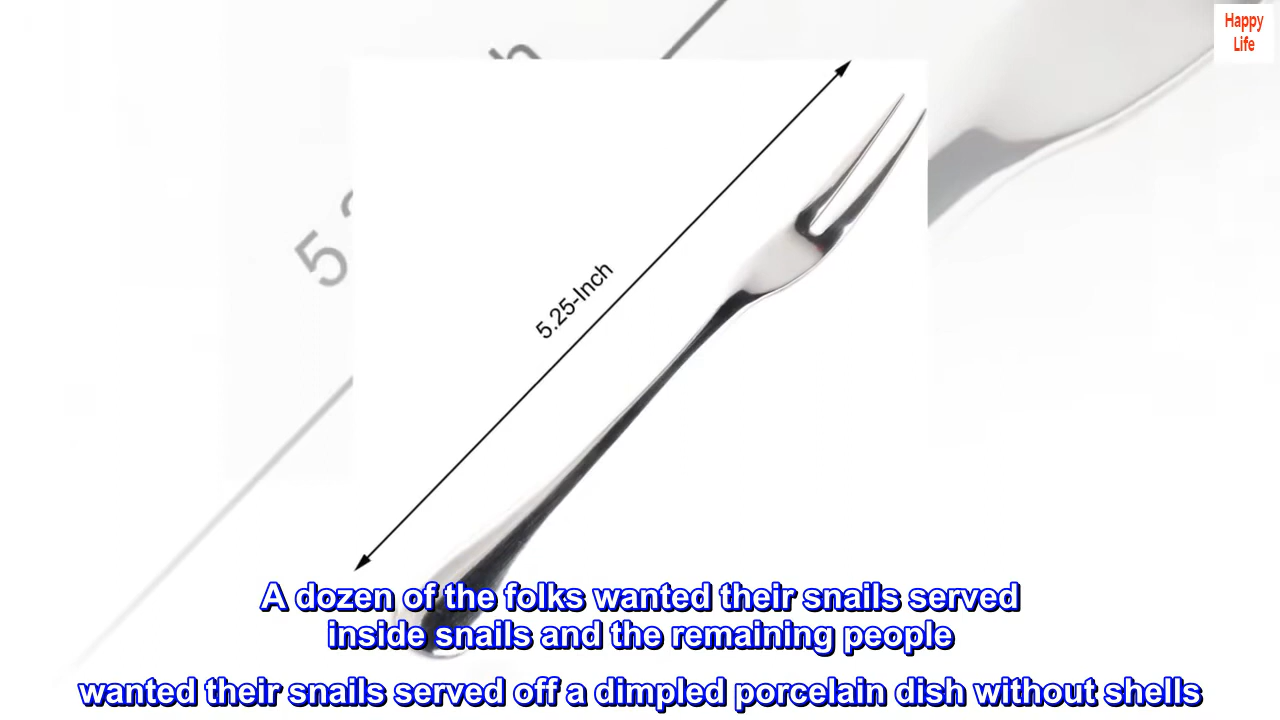 Happy
Life
5.25-Inch
A dozen of the folks wanted their snails served
inside snails and the remaining people
wanted their snails served off a dimpled porcelain dish without shells